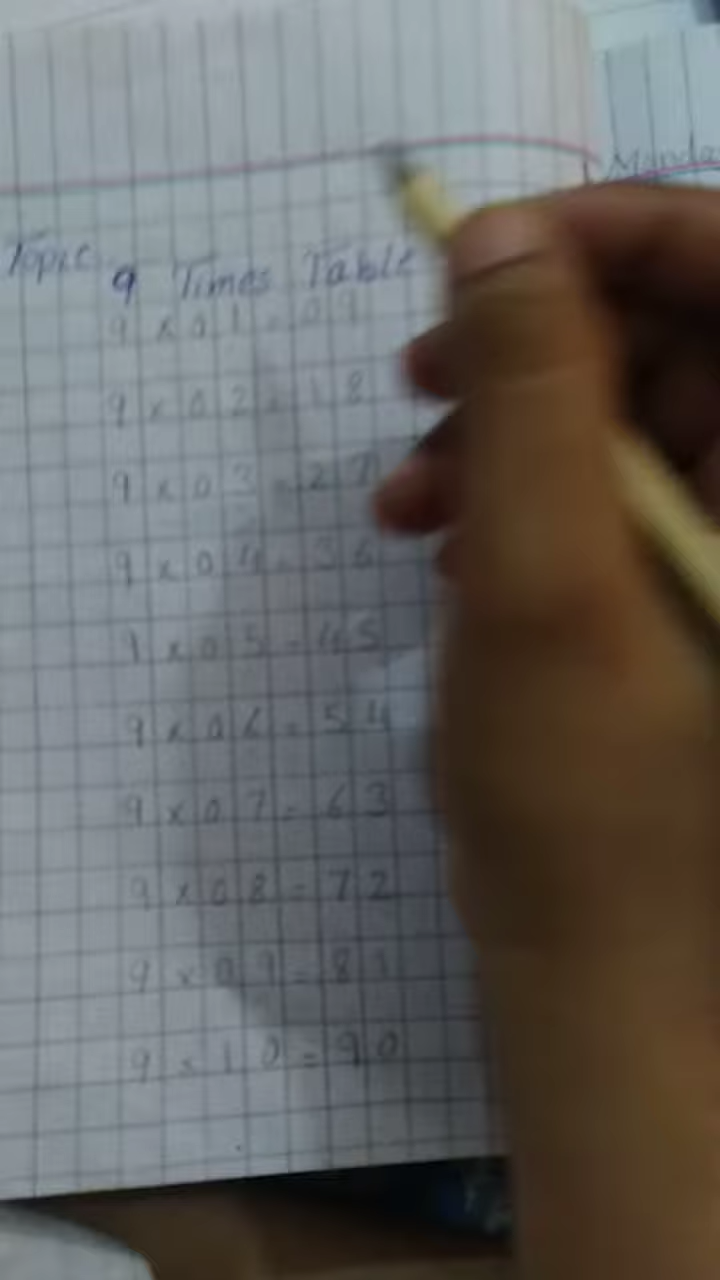 Manda
Topic 9 Times Table
9 x 01 = 09
9 x 02 = 18
9 x 03 = 27
9 x 04 = 36
9 x 05 = 45
9 x 06 = 54
9 x 07 = 63
9 x 08 = 72
9 x 09 = 81
9 x 10 = 90